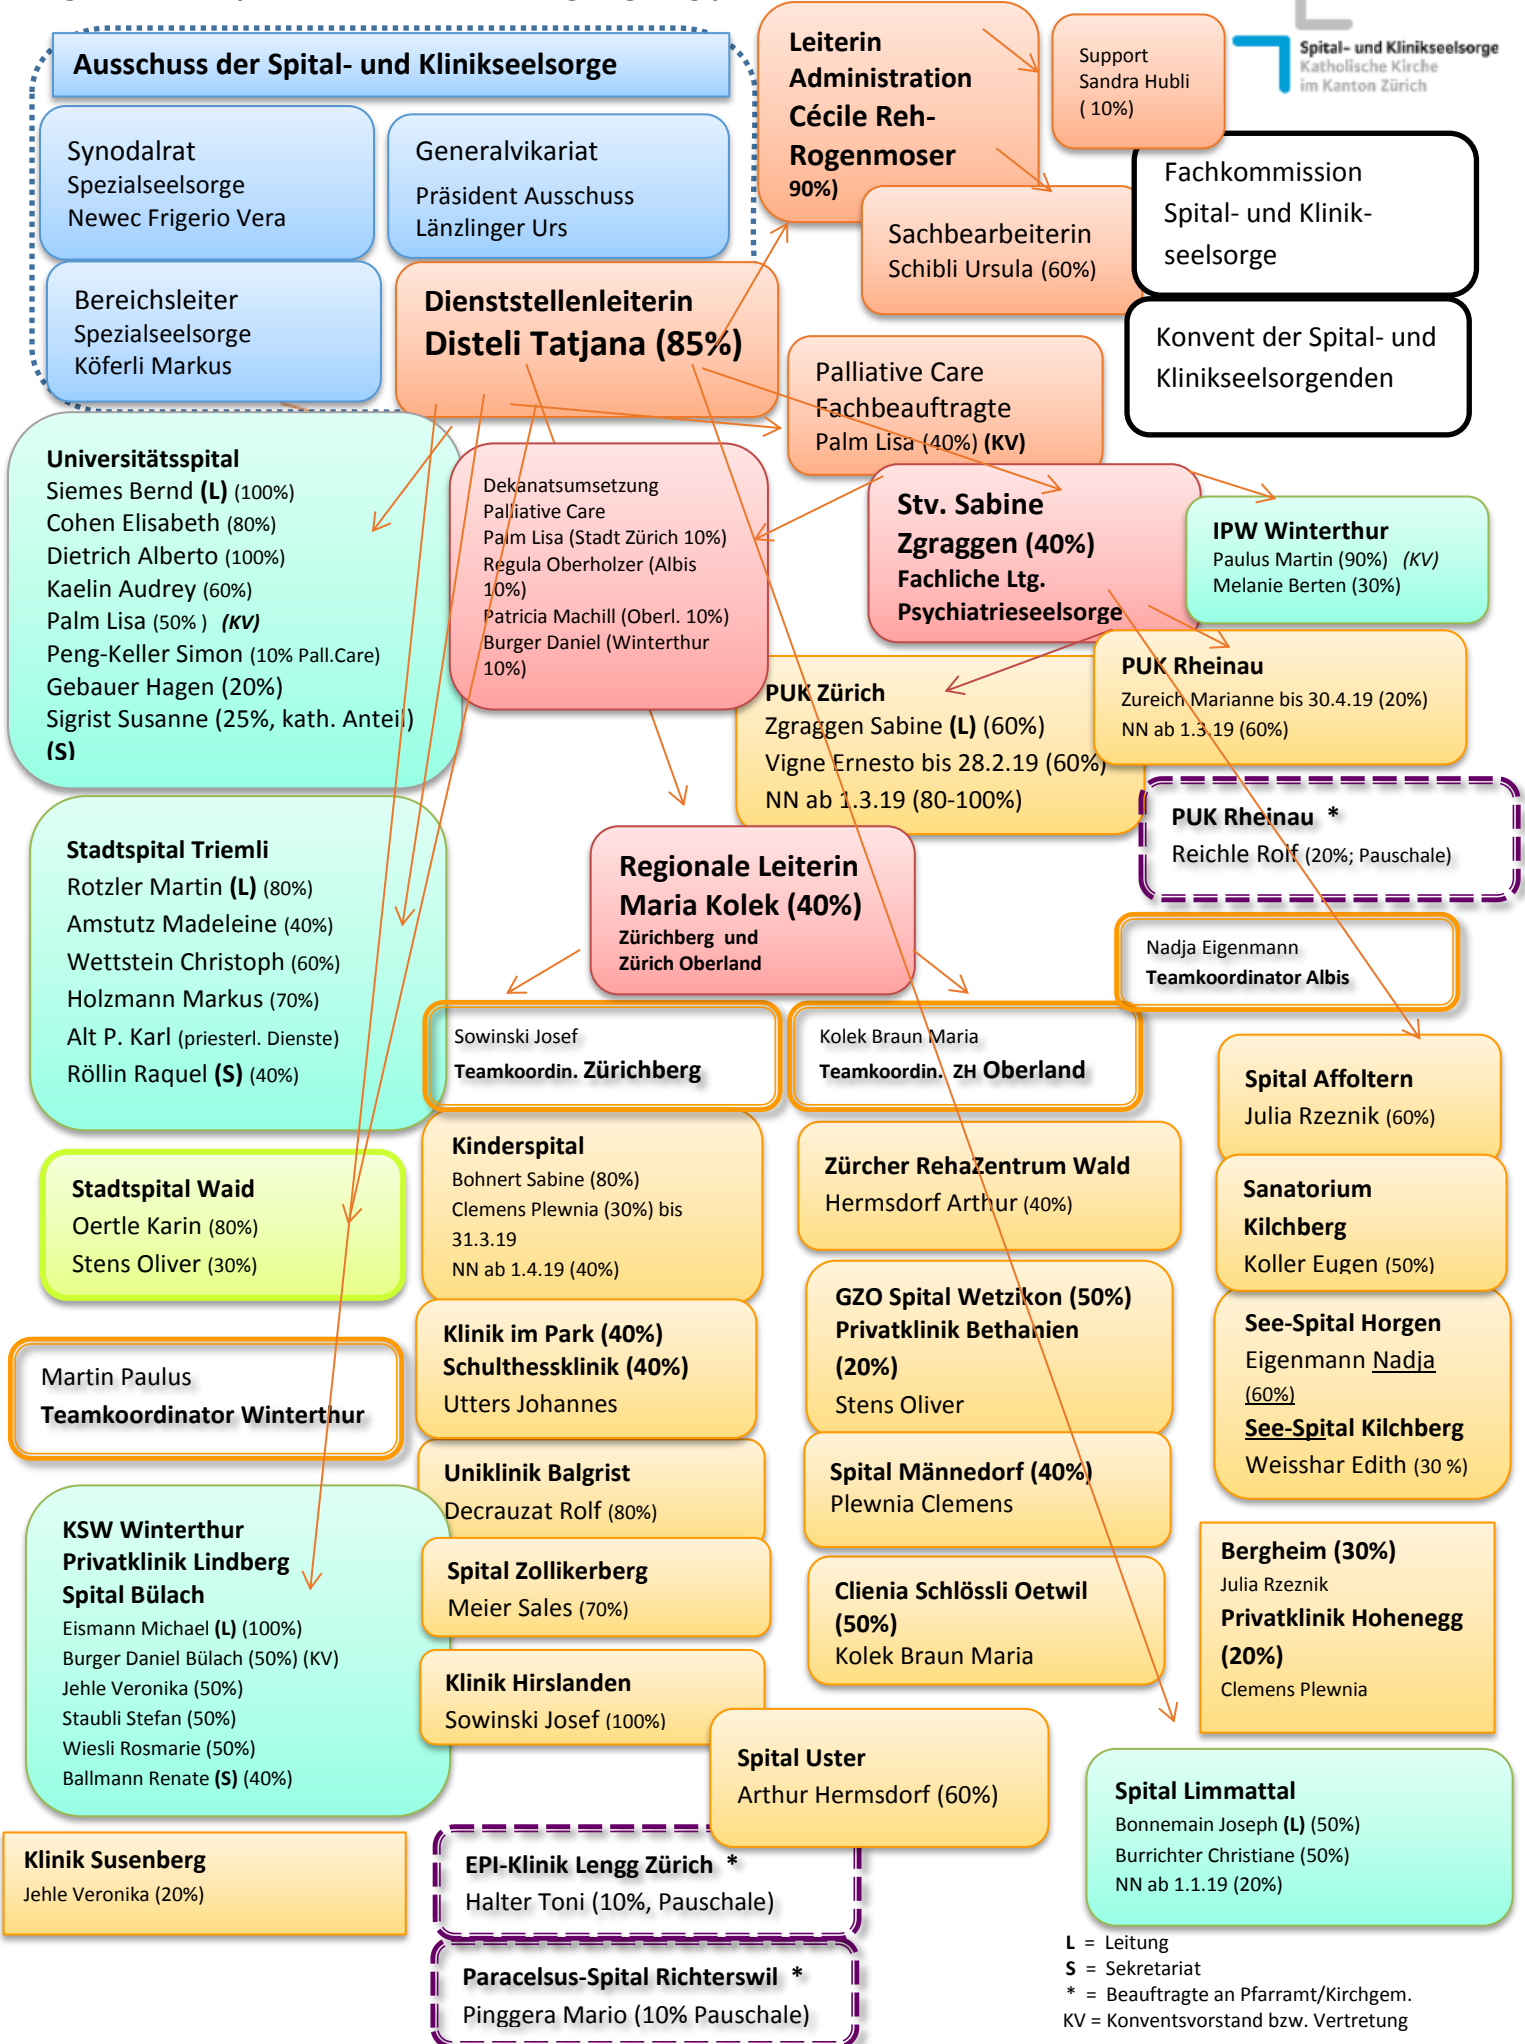 Ausschuss der Spital- und Klinikseelsorge
Synodalrat
Spezialseelsorge
Newec Frigerio Vera
Generalvikariat
Präsident Ausschuss
Länzlinger Urs
Bereichsleiter
Spezialseelsorge
Köferli Markus
Dienststellenleiterin
Disteli Tatjana (85%)
Leiterin
Administration
Cécile Reh-
Rogenmoser
90%)
Support
Sandra Hubli
( 10%)
Spital- und Klinikseelsorge
Katholische Kirche
im Kanton Zürich
Sachbearbeiterin
Schibli Ursula (60%)
Fachkommission
Spital- und Klinik-
seelsorge
Konvent der Spital- und
Klinikseelsorgenden
Palliative Care
Fachbeauftragte
Palm Lisa (40%) (KV)
Universitätsspital
Siemes Bernd (L) (100%)
Cohen Elisabeth (80%)
Dietrich Alberto (100%)
Kaelin Audrey (60%)
Palm Lisa (50% ) (KV)
Peng-Keller Simon (10% Pall.Care)
Gebauer Hagen (20%)
Sigrist Susanne (25%, kath. Anteil)
(S)
Dekanatsumsetzung
Palliative Care
Palm Lisa (Stadt Zürich 10%)
Regula Oberholzer (Albis
10%)
Patricia Machill (Oberl. 10%)
Burger Daniel (Winterthur
10%)
Stv. Sabine
Zgraggen (40%)
Fachliche Ltg.
Psychiatrieseelsorge
IPW Winterthur
Paulus Martin (90%) (KV)
Melanie Berten (30%)
PUK Zürich
Zgraggen Sabine (L) (60%)
Vigne Ernesto bis 28.2.19 (60%)
NN ab 1.3.19 (80-100%)
PUK Rheinau
Zureich Marianne bis 30.4.19 (20%)
NN ab 1.3.19 (60%)
PUK Rheinau *
Reichle Rolf (20%; Pauschale)
Stadtspital Triemli
Rotzler Martin (L) (80%)
Amstutz Madeleine (40%)
Wettstein Christoph (60%)
Holzmann Markus (70%)
Alt P. Karl (priesterl. Dienste)
Röllin Raquel (S) (40%)
Regionale Leiterin
Maria Kolek (40%)
Zürichberg und
Zürich Oberland
Nadja Eigenmann
Teamkoordinator Albis
Sowinski Josef
Teamkoordin. Zürichberg
Kolek Braun Maria
Teamkoordin. ZH Oberland
Spital Affoltern
Julia Rzeznik (60%)
Stadtspital Waid
Oertle Karin (80%)
Stens Oliver (30%)
Kinderspital
Bohnert Sabine (80%)
Clemens Plewnia (30%) bis
31.3.19
NN ab 1.4.19 (40%)
Zürcher RehaZentrum Wald
Hermsdorf Arthur (40%)
Sanatorium
Kilchberg
Koller Eugen (50%)
Martin Paulus
Teamkoordinator Winterthur
Klinik im Park (40%)
Schulthessklinik (40%)
Utters Johannes
GZO Spital Wetzikon (50%)
Privatklinik Bethanien
(20%)
Stens Oliver
See-Spital Horgen
Eigenmann Nadja
(60%)
See-Spital Kilchberg
Weisshar Edith (30 %)
Uniklinik Balgrist
Decrauzat Rolf (80%)
Spital Männedorf (40%)
Plewnia Clemens
KSW Winterthur
Privatklinik Lindberg
Spital Bülach
Eismann Michael (L) (100%)
Burger Daniel Bülach (50%) (KV)
Jehle Veronika (50%)
Staubli Stefan (50%)
Wiesli Rosmarie (50%)
Ballmann Renate (S) (40%)
Spital Zollikerberg
Meier Sales (70%)
Clienia Schlössli Oetwil
(50%)
Kolek Braun Maria
Bergheim (30%)
Julia Rzeznik
Privatklinik Hohenegg
(20%)
Clemens Plewnia
Klinik Hirslanden
Sowinski Josef (100%)
Spital Uster
Arthur Hermsdorf (60%)
Spital Limmattal
Bonnemain Joseph (L) (50%)
Burrichter Christiane (50%)
NN ab 1.1.19 (20%)
Klinik Susenberg
Jehle Veronika (20%)
EPI-Klinik Lengg Zürich *
Halter Toni (10%, Pauschale)
Paracelsus-Spital Richterswil *
Pinggera Mario (10% Pauschale)
L = Leitung
S = Sekretariat
* = Beauftragte an Pfarramt/Kirchgem.
KV = Konventsvorstand bzw. Vertretung